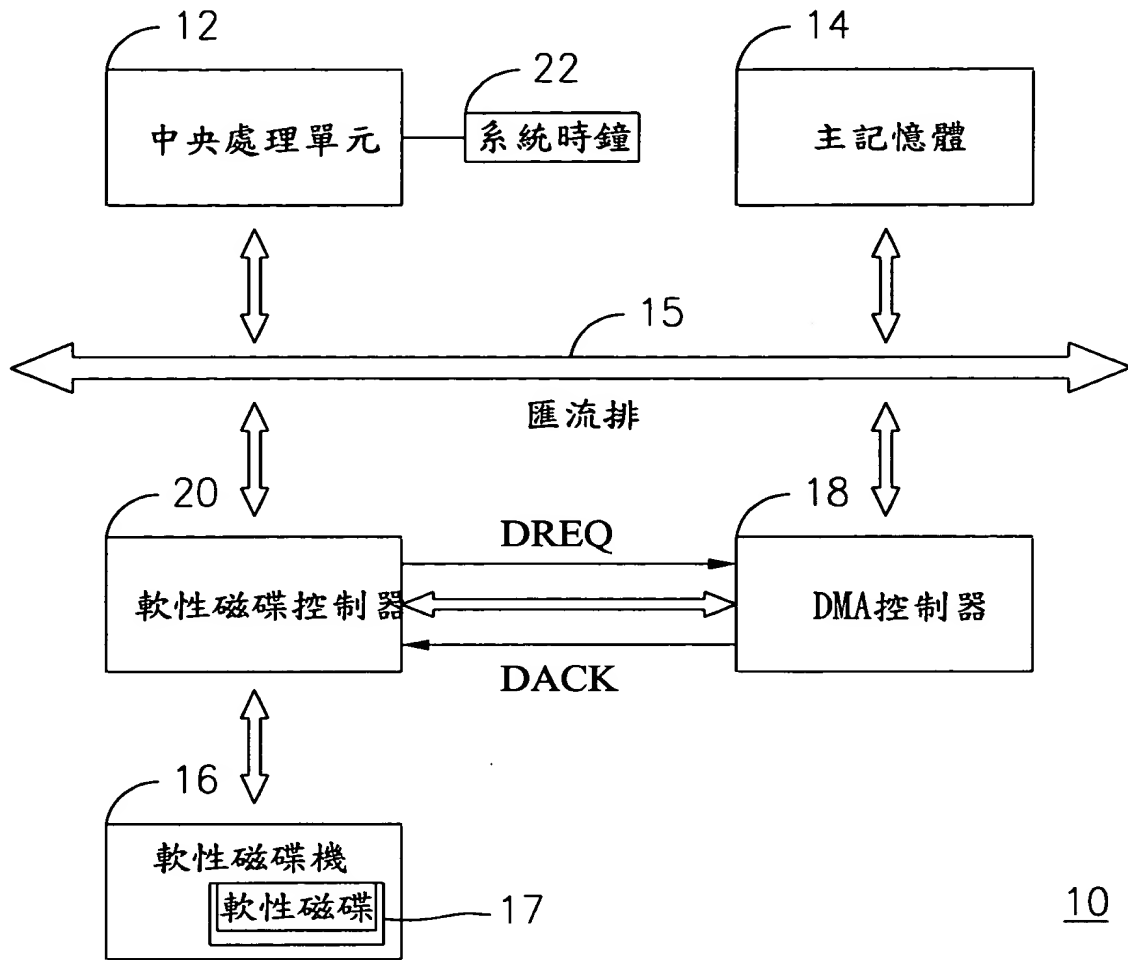 12
14
22
中央處理單元
系統時鐘
主記憶體
15
匯流排
20
18
DREQ
軟性磁碟控制器
DMA控制器
DACK
16
軟性磁碟機
軟性磁碟
17
10